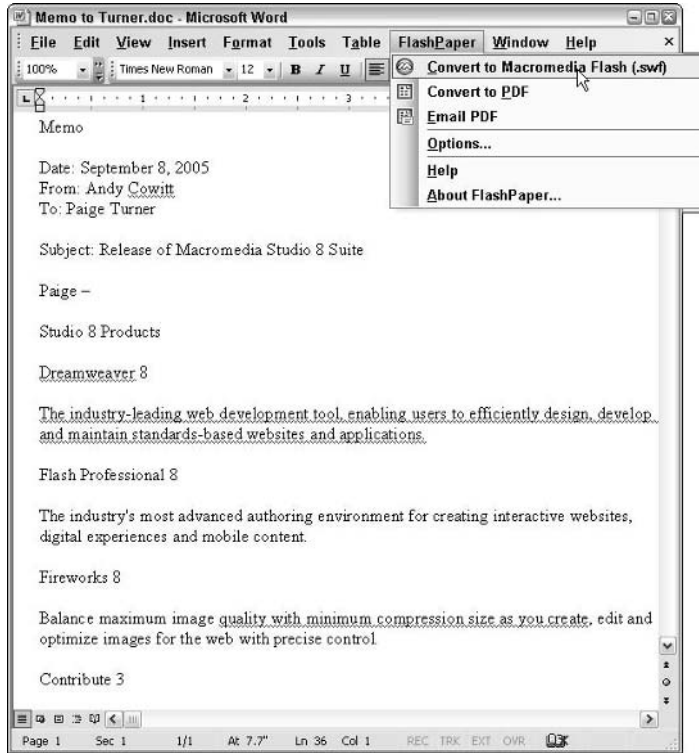 Memo to Turner.doc - Microsoft Word
File Edit View Insert Format Tools Table FlashPaper Window Help ×
100% Times New Roman 12 B I U
Convert to Macromedia Flash (.swf)
Convert to PDF
Email PDF
Options...
Help
About FlashPaper...
1 2 3
Memo
Date: September 8, 2005
From: Andy Cowitt
To: Paige Turner
Subject: Release of Macromedia Studio 8 Suite
Paige –
Studio 8 Products
Dreamweaver 8
The industry-leading web development tool, enabling users to efficiently design, develop
and maintain standards-based websites and applications.
Flash Professional 8
The industry's most advanced authoring environment for creating interactive websites,
digital experiences and mobile content.
Fireworks 8
Balance maximum image quality with minimum compression size as you create, edit and
optimize images for the web with precise control
Contribute 3
Page 1 Sec 1 1/1 At 7.7" Ln 36 Col 1 REC TRK EXT OVR